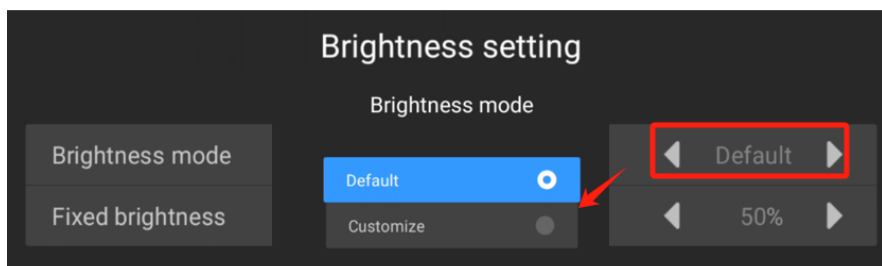 Brightness setting
Brightness mode
Brightness mode
Default
Default
Customize
Fixed brightness
50%